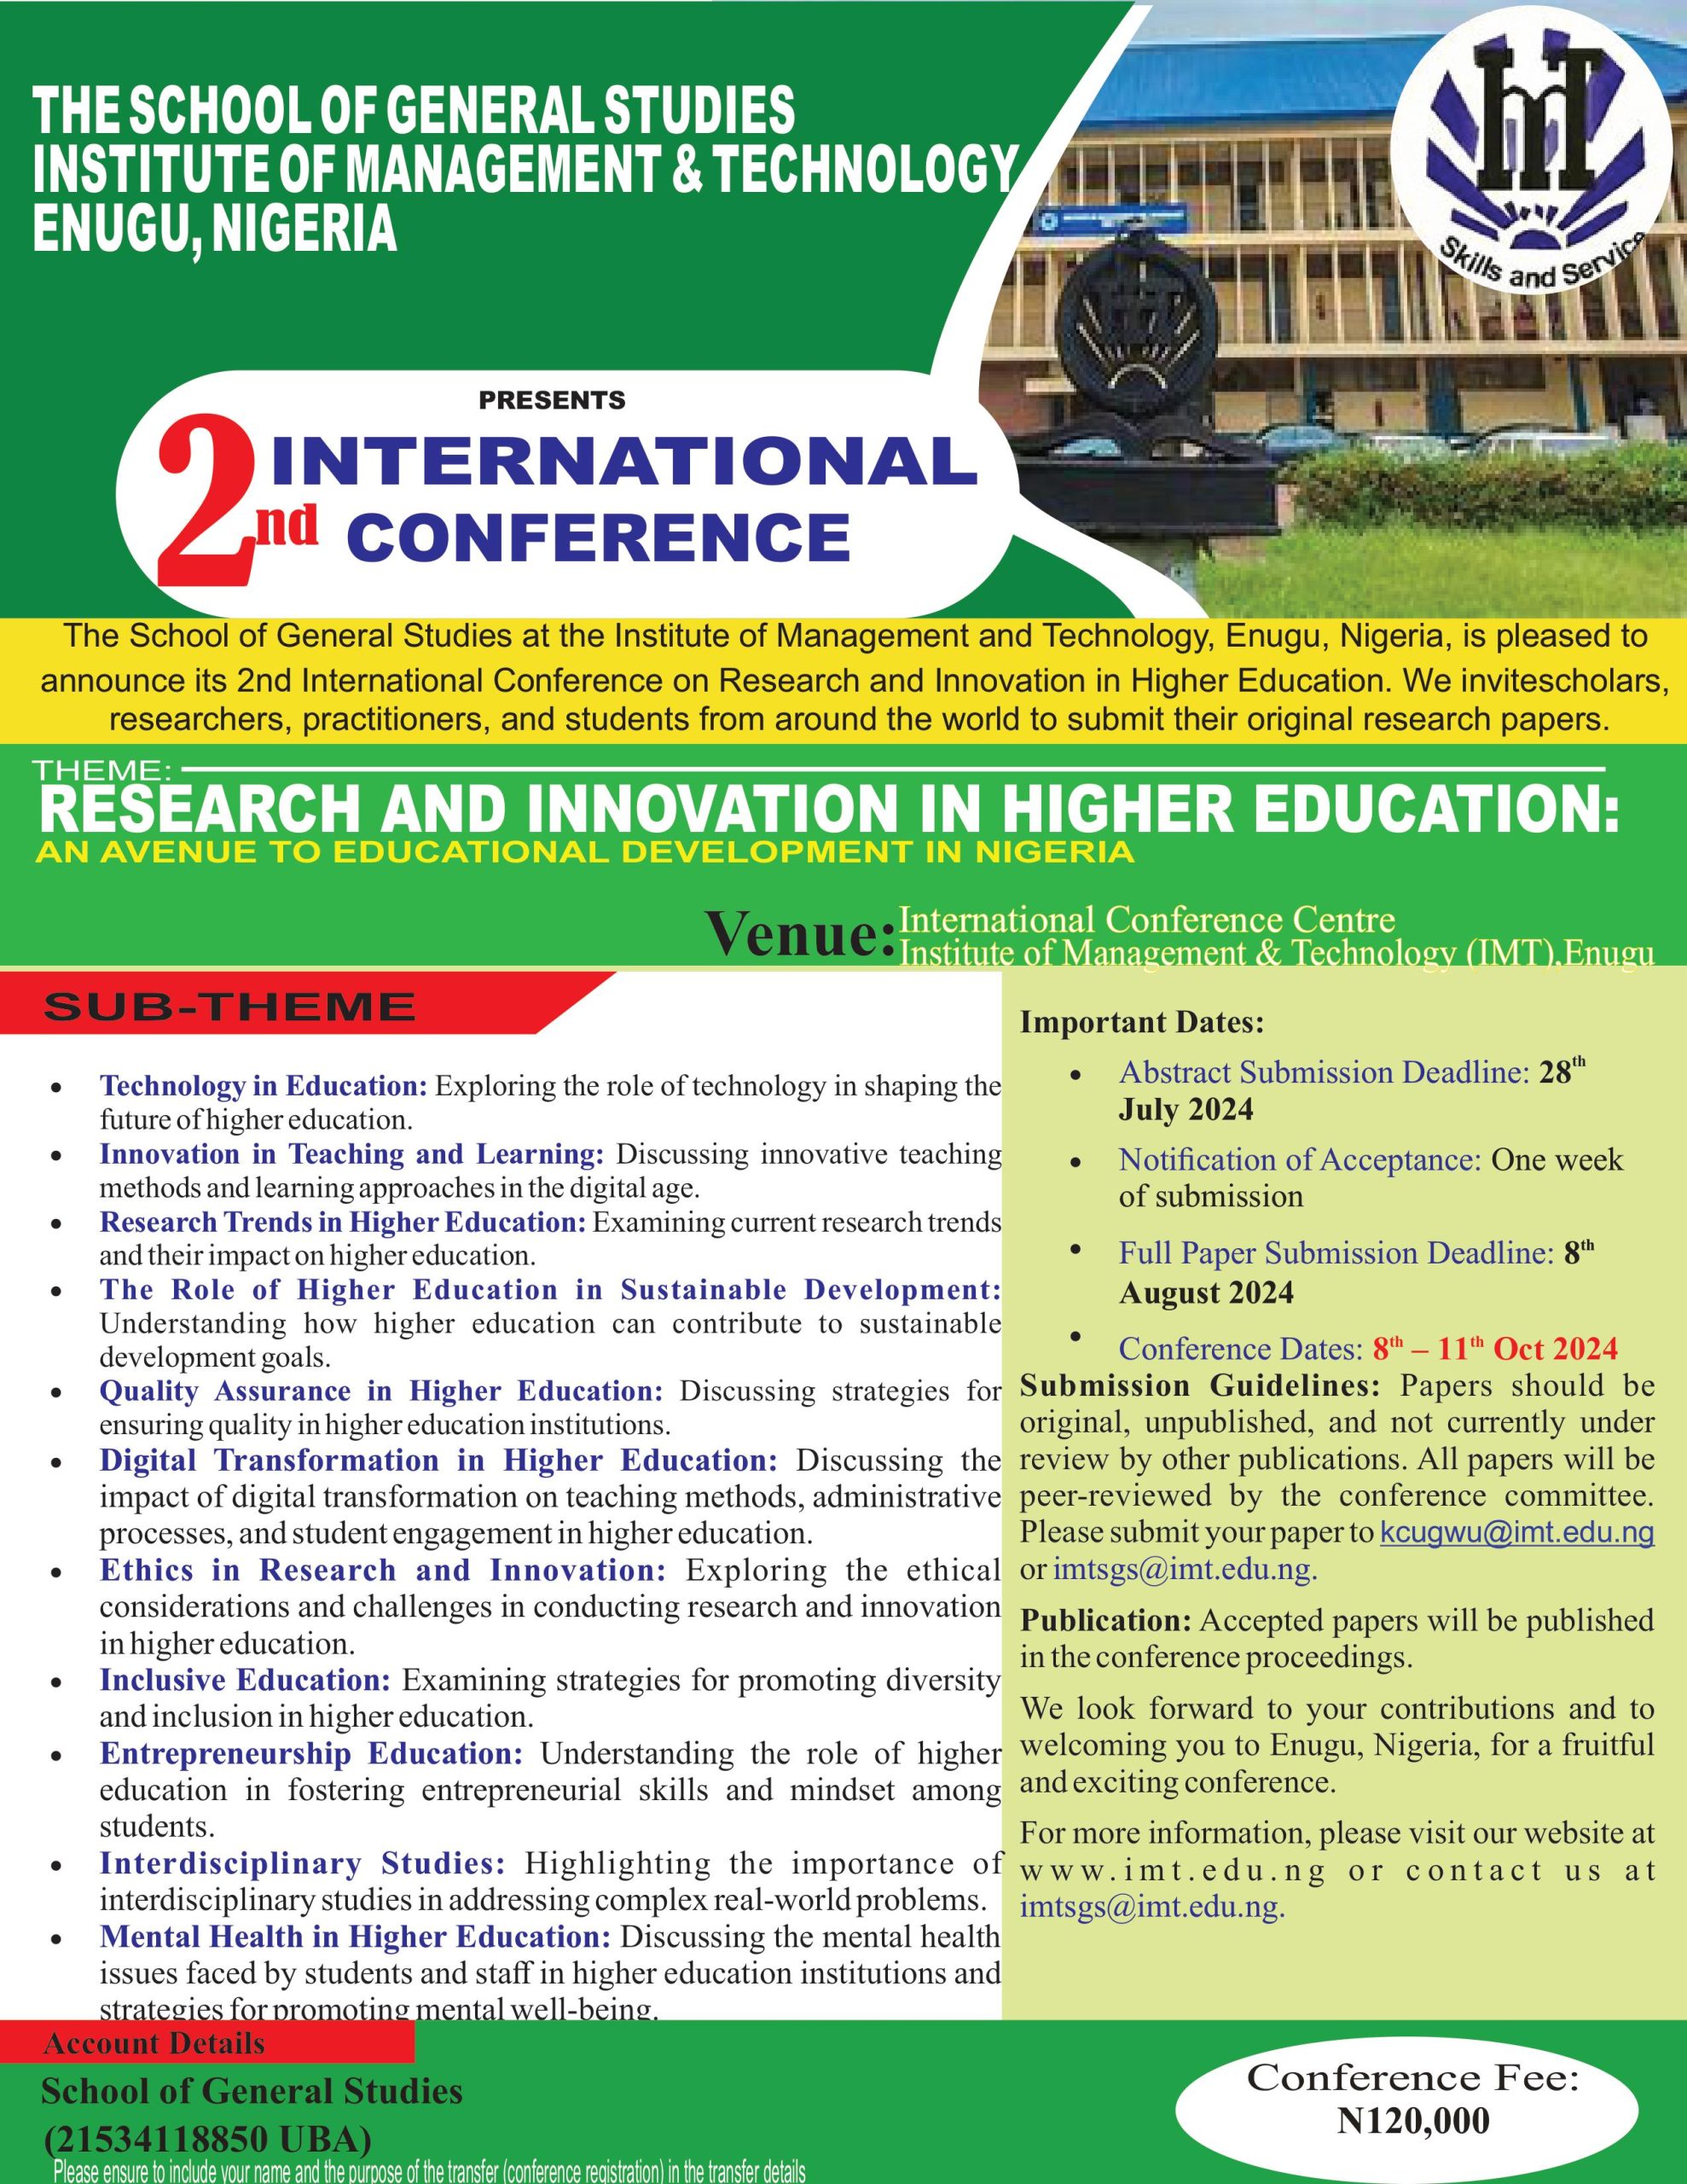 THE SCHOOL OF GENERAL STUDIES
INSTITUTE OF MANAGEMENT & TECHNOLOGY
ENUGU, NIGERIA
IMT
Skills and Service
PRESENTS
2nd INTERNATIONAL
CONFERENCE
The School of General Studies at the Institute of Management and Technology, Enugu, Nigeria, is pleased to
announce its 2nd International Conference on Research and Innovation in Higher Education. We invitescholars,
researchers, practitioners, and students from around the world to submit their original research papers.
THEME:
RESEARCH AND INNOVATION IN HIGHER EDUCATION:
AN AVENUE TO EDUCATIONAL DEVELOPMENT IN NIGERIA
Venue: International Conference Centre
Institute of Management & Technology (IMT),Enugu
SUB-THEME
• Technology in Education: Exploring the role of technology in shaping the
future of higher education.
• Innovation in Teaching and Learning: Discussing innovative teaching
methods and learning approaches in the digital age.
• Research Trends in Higher Education: Examining current research trends
and their impact on higher education.
• The Role of Higher Education in Sustainable Development:
Understanding how higher education can contribute to sustainable
development goals.
• Quality Assurance in Higher Education: Discussing strategies for
ensuring quality in higher education institutions.
• Digital Transformation in Higher Education: Discussing the
impact of digital transformation on teaching methods, administrative
processes, and student engagement in higher education.
• Ethics in Research and Innovation: Exploring the ethical
considerations and challenges in conducting research and innovation
in higher education.
• Inclusive Education: Examining strategies for promoting diversity
and inclusion in higher education.
• Entrepreneurship Education: Understanding the role of higher
education in fostering entrepreneurial skills and mindset among
students.
• Interdisciplinary Studies: Highlighting the importance of
interdisciplinary studies in addressing complex real-world problems.
• Mental Health in Higher Education: Discussing the mental health
issues faced by students and staff in higher education institutions and
strategies for promoting mental well-being.
Important Dates:
• Abstract Submission Deadline: 28th
July 2024
• Notification of Acceptance: One week
of submission
• Full Paper Submission Deadline: 8th
August 2024
• Conference Dates: 8th – 11th Oct 2024
Submission Guidelines: Papers should be
original, unpublished, and not currently under
review by other publications. All papers will be
peer-reviewed by the conference committee.
Please submit your paper to kcugwu@imt.edu.ng
or imtsgs@imt.edu.ng.
Publication: Accepted papers will be published
in the conference proceedings.
We look forward to your contributions and to
welcoming you to Enugu, Nigeria, for a fruitful
and exciting conference.
For more information, please visit our website at
www.imt.edu.ng or contact us at
imtsgs@imt.edu.ng.
Account Details
School of General Studies
(21534118850 UBA)
Please ensure to include your name and the purpose of the transfer (conference registration) in the transfer details
Conference Fee:
N120,000